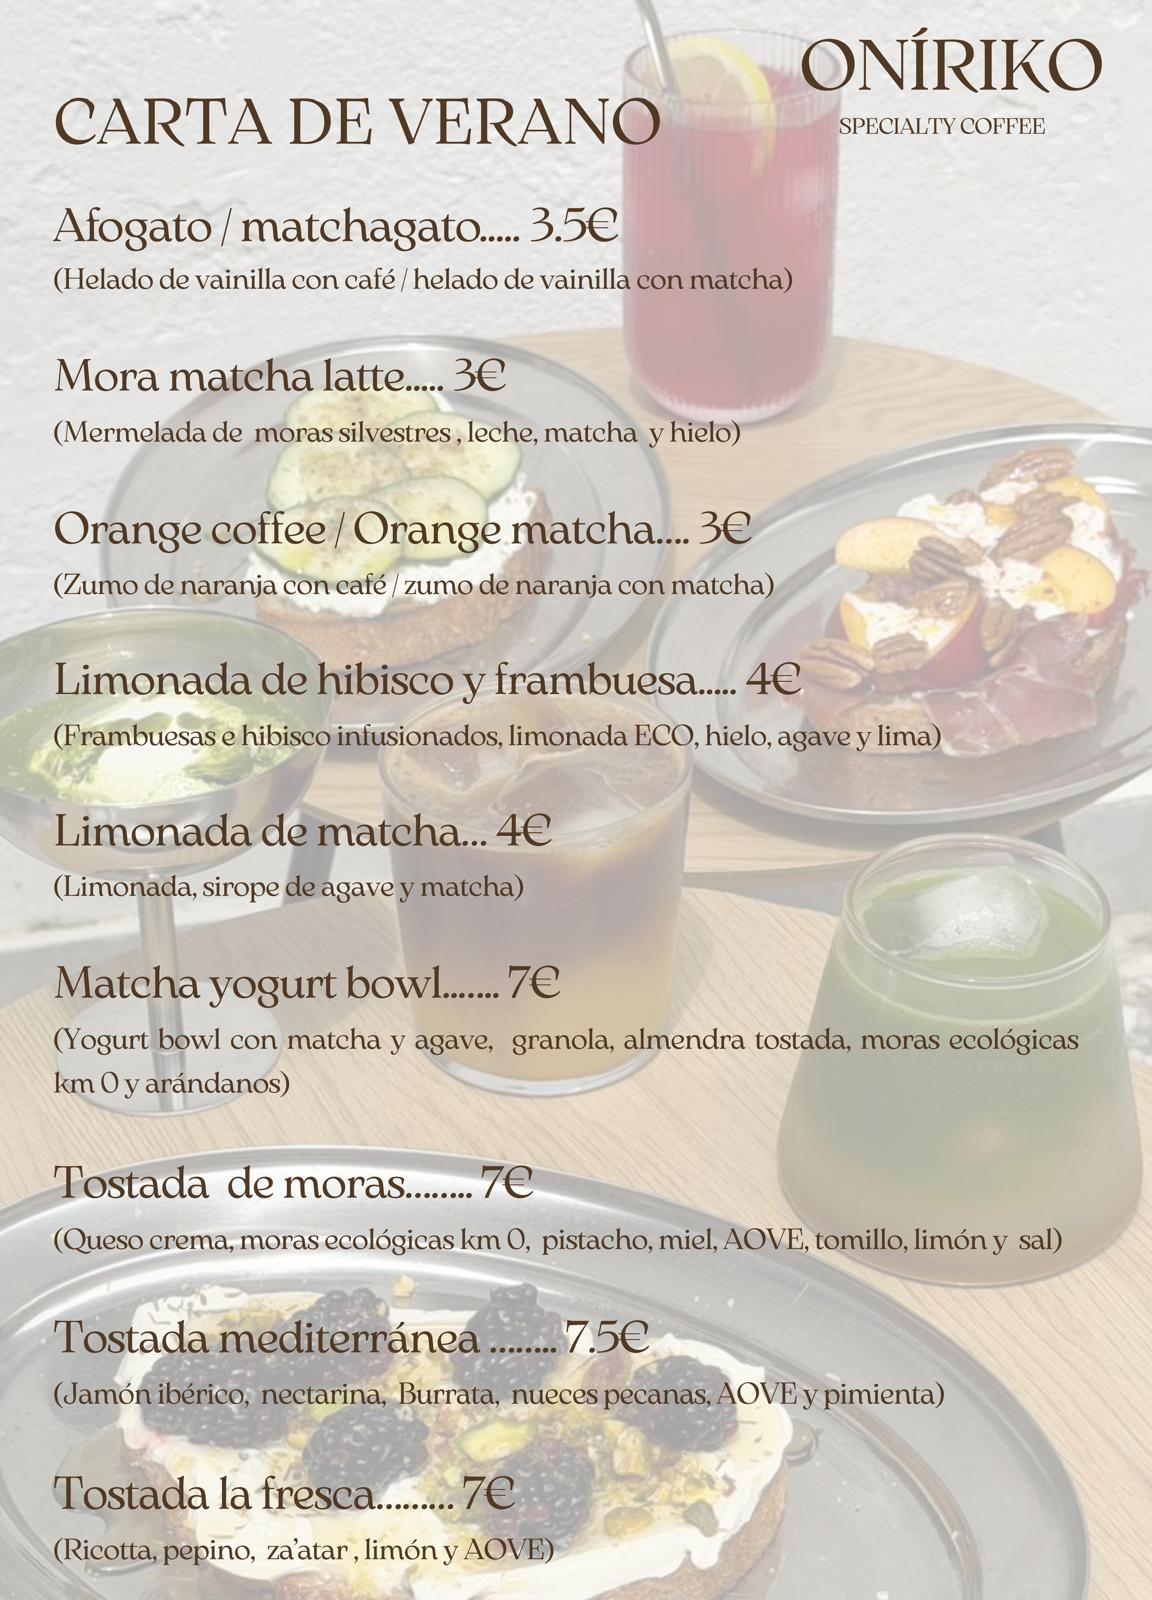 ONÍRIKO
SPECIALTY COFFEE
CARTA DE VERANO
Afogato / matchagato..... 3.5€
(Helado de vainilla con café / helado de vainilla con matcha)
Mora matcha latte..... 3€
(Mermelada de moras silvestres , leche, matcha y hielo)
Orange coffee / Orange matcha.... 3€
(Zumo de naranja con café / zumo de naranja con matcha)
Limonada de hibisco y frambuesa..... 4€
(Frambuesas e hibisco infusionados, limonada ECO, hielo, agave y lima)
Limonada de matcha... 4€
(Limonada, sirope de agave y matcha)
Matcha yogurt bowl....... 7€
(Yogurt bowl con matcha y agave, granola, almendra tostada, moras ecológicas
km 0 y arándanos)
Tostada de moras........ 7€
(Queso crema, moras ecológicas km 0, pistacho, miel, AOVE, tomillo, limón y sal)
Tostada mediterránea ........ 7.5€
(Jamón ibérico, nectarina, Burrata, nueces pecanas, AOVE y pimienta)
Tostada la fresca......... 7€
(Ricotta, pepino, za’atar , limón y AOVE)